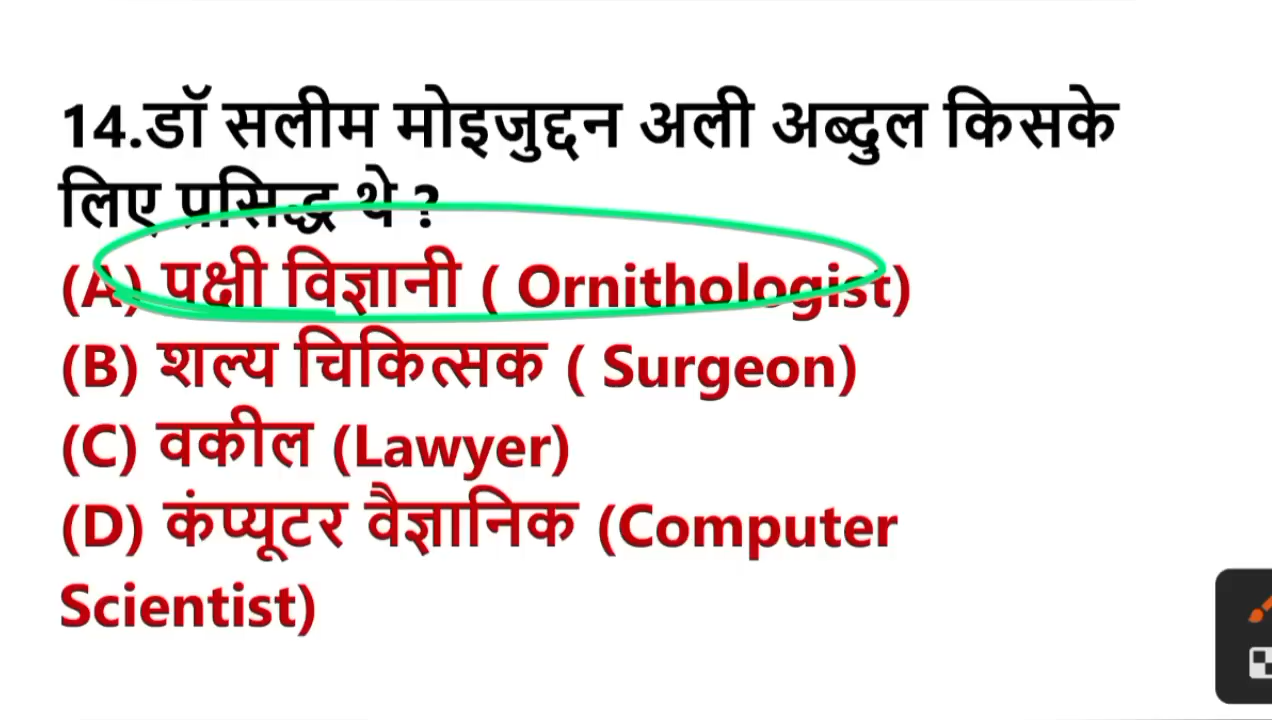 14.डॉ सलीम मोइजुद्दन अली अब्दुल किसके
लिए प्रसिद्ध थे ?
(A) पक्षी विज्ञानी ( Ornithologist)
(B) शल्य चिकित्सक ( Surgeon)
(C) वकील (Lawyer)
(D) कंप्यूटर वैज्ञानिक (Computer
Scientist)